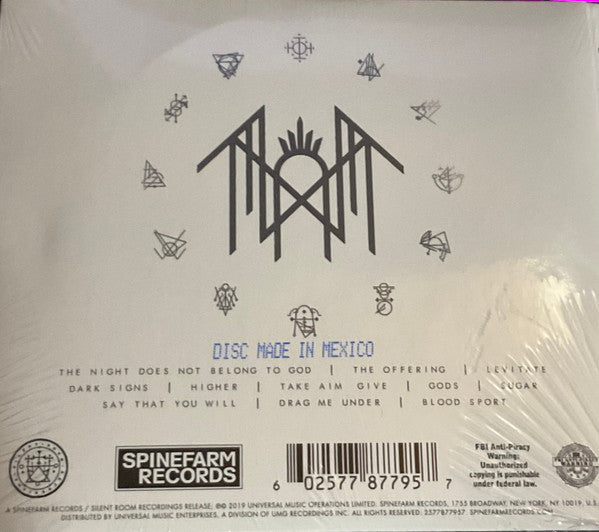 DISC MADE IN MEXICO
THE NIGHT DOES NOT BELONG TO GOD | THE OFFERING | LEVITATE
DARK SIGNS | HIGHER | TAKE AIM GIVE | GODS | SUGAR
SAY THAT YOU WILL | DRAG ME UNDER | BLOOD SPORT
SPINEFARM
RECORDS
6 02577 87795 7
FBI Anti-Piracy
Warning:
Unauthorized
copying is punishable
under federal law.
A SPINEFARM RECORDS / SILENT ROOM RECORDINGS RELEASE; ℗© 2019 UNIVERSAL MUSIC OPERATIONS LIMITED. SPINEFARM RECORDS, 1755 BROADWAY, NEW YORK, NY 10019, U.S.A.
DISTRIBUTED BY UNIVERSAL MUSIC ENTERPRISES, A DIVISION OF UMG RECORDINGS INC. ALL RIGHTS RESERVED. 23778779S7. SPINEFARMRECORDS.COM